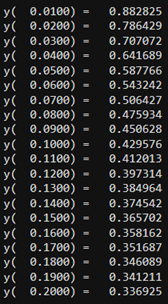 y(    0.0100) =    0.882825
y(    0.0200) =    0.786429
y(    0.0300) =    0.707072
y(    0.0400) =    0.641689
y(    0.0500) =    0.587766
y(    0.0600) =    0.543242
y(    0.0700) =    0.506427
y(    0.0800) =    0.475934
y(    0.0900) =    0.450628
y(    0.1000) =    0.429576
y(    0.1100) =    0.412013
y(    0.1200) =    0.397314
y(    0.1300) =    0.384964
y(    0.1400) =    0.374542
y(    0.1500) =    0.365702
y(    0.1600) =    0.358162
y(    0.1700) =    0.351687
y(    0.1800) =    0.346089
y(    0.1900) =    0.341211
y(    0.2000) =    0.336925